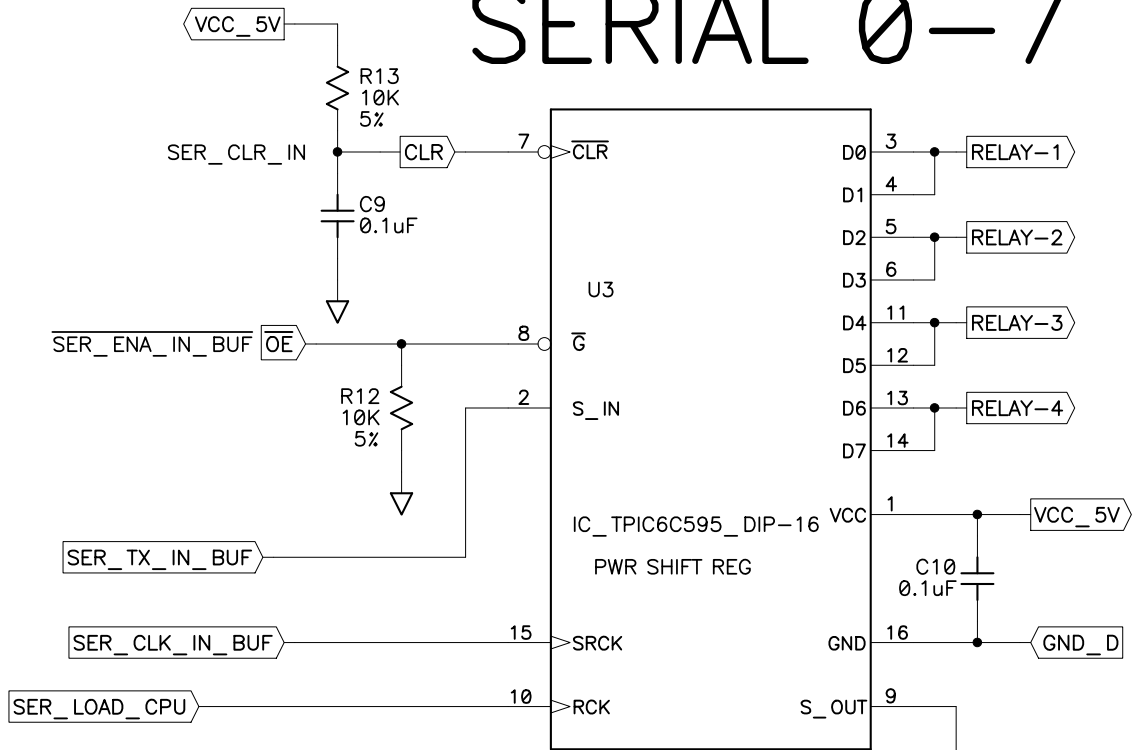 SERIAL 0-7
VCC_5V
R13
10K
5%
SER_CLR_IN
CLR
7
CLR
C9
0.1uF
U3
SER_ENA_IN_BUF
OE
8
G
R12
10K
5%
2
S_IN
IC_TPIC6C595_DIP-16
PWR SHIFT REG
SER_TX_IN_BUF
SER_CLK_IN_BUF
15
SRCK
SER_LOAD_CPU
10
RCK
D0
3
RELAY-1
D1
4
D2
5
RELAY-2
D3
6
D4
11
RELAY-3
D5
12
D6
13
RELAY-4
D7
14
VCC
1
VCC_5V
C10
0.1uF
GND
16
GND_D
S_OUT
9